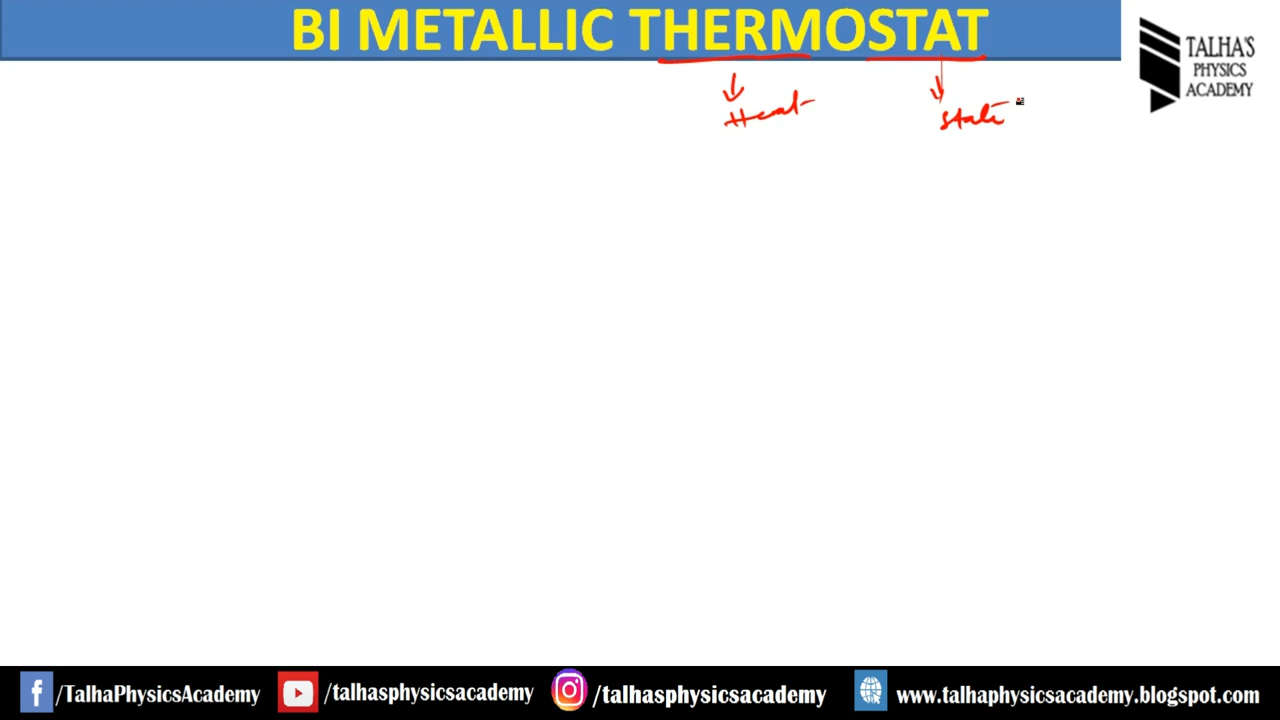 BI METALLIC THERMOSTAT
TALHA'S
PHYSICS
ACADEMY
Heat
State
/TalhaPhysicsAcademy
/talhasphysicsacademy
/talhasphysicsacademy
www.talhaphysicsacademy.blogspot.com